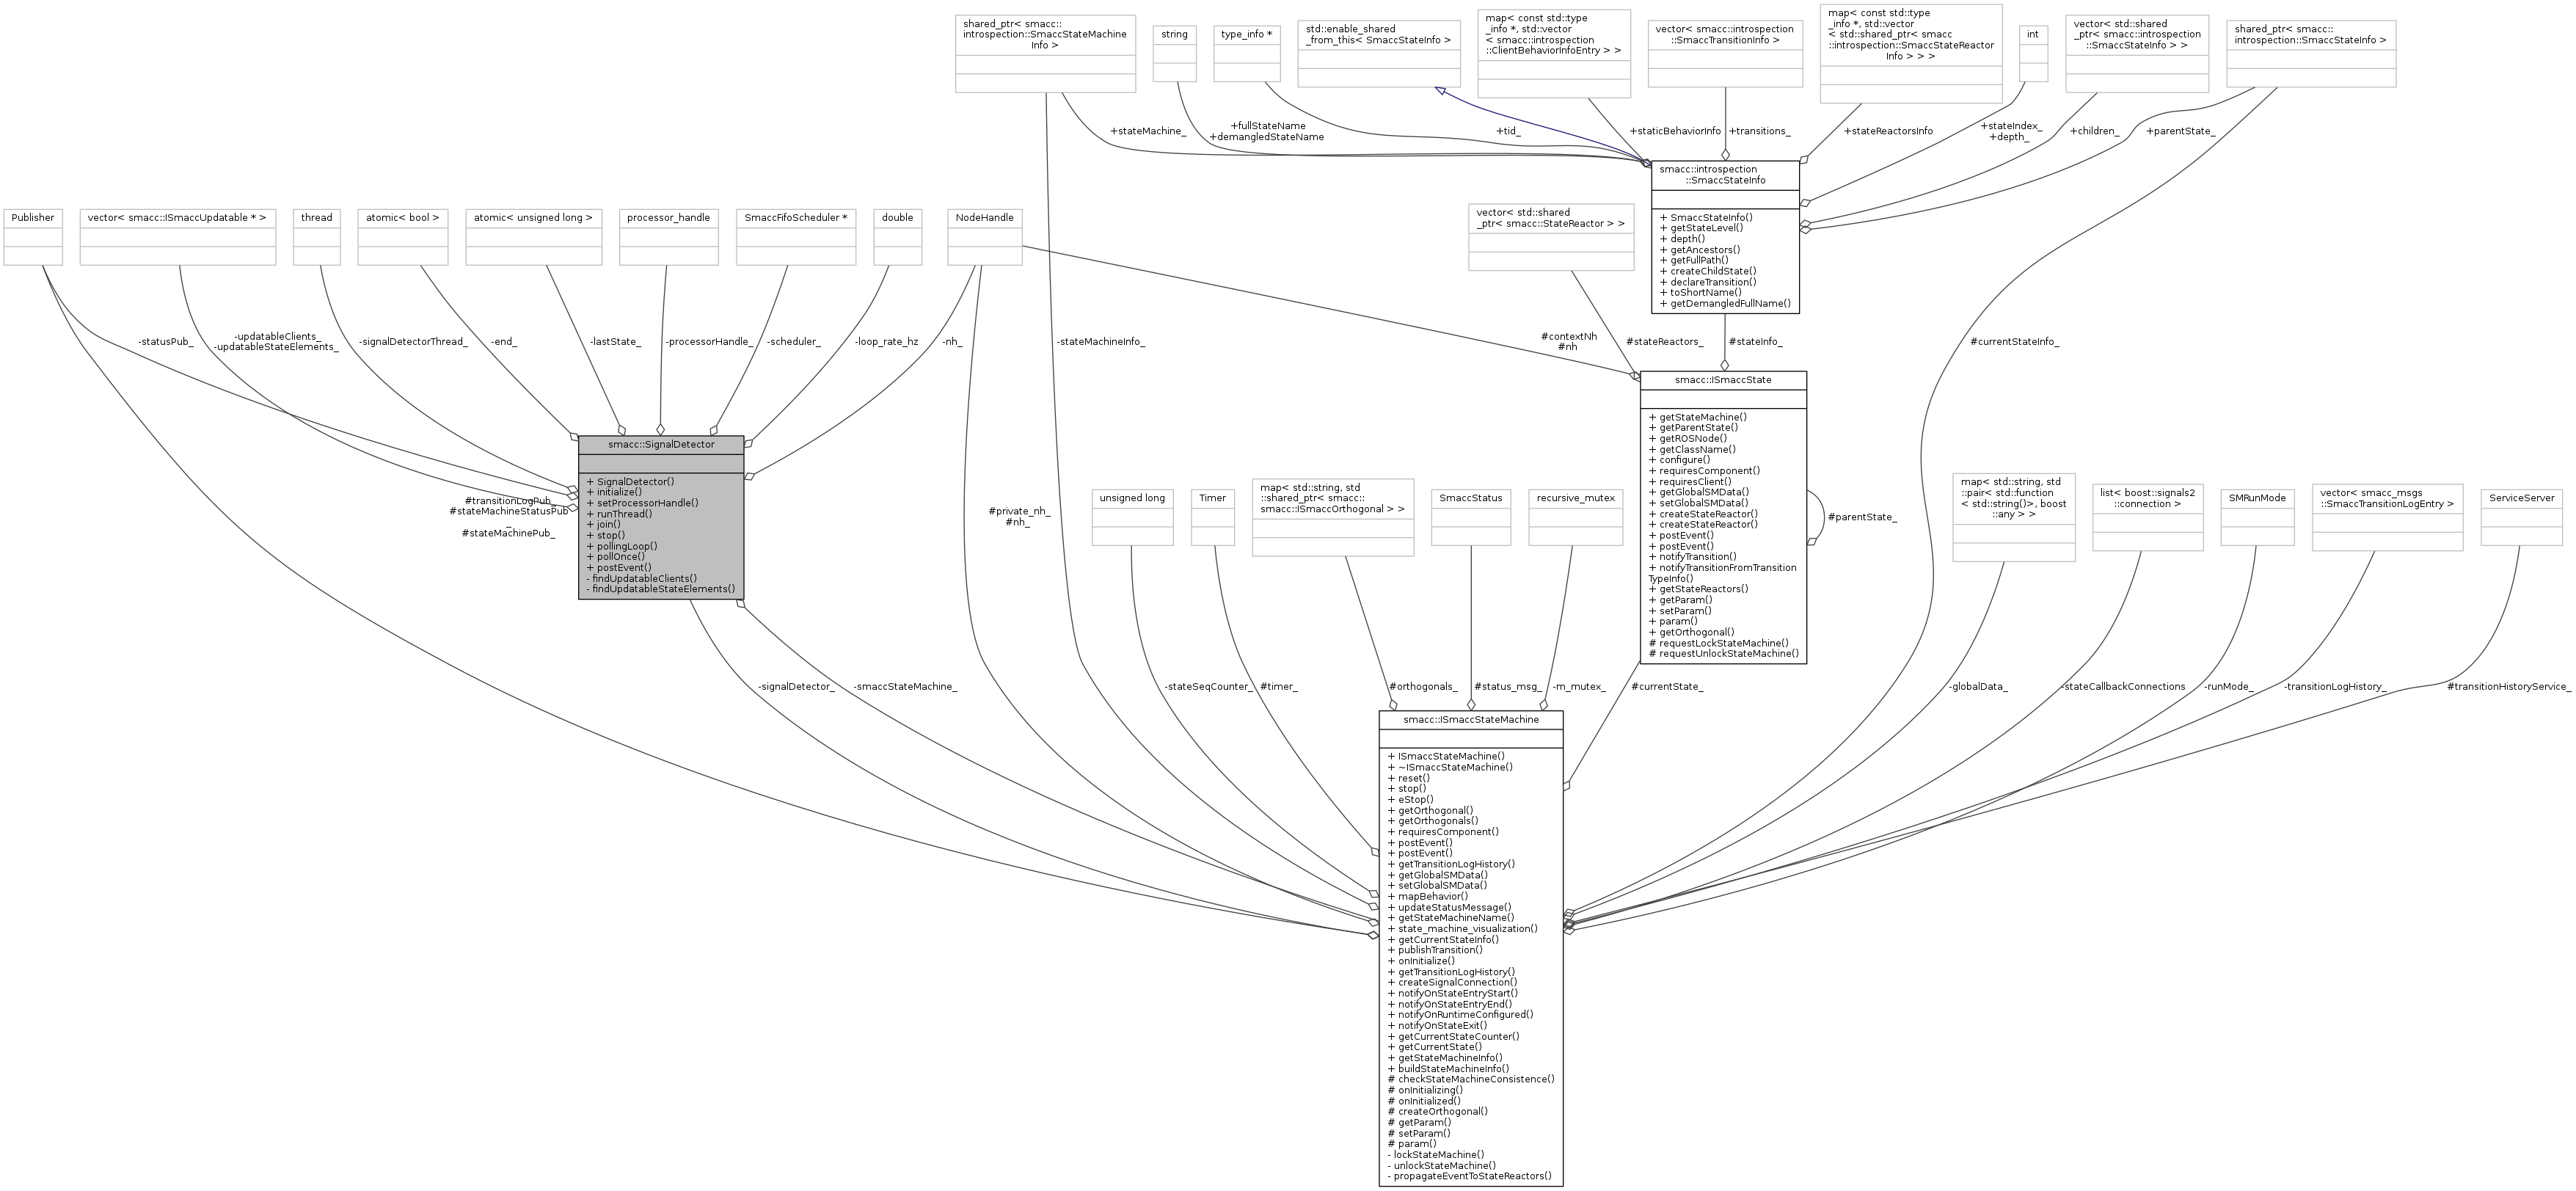 shared_ptr< smacc::
introspection::SmaccStateMachine
Info >
string
type_info *
std::enable_shared
_from_this< SmaccStateInfo >
map< const std::type
_info *, std::vector
< smacc::introspection
::ClientBehaviorInfoEntry > >
vector< smacc::introspection
::SmaccTransitionInfo >
map< const std::type
_info *, std::vector
< std::shared_ptr< smacc
::introspection::SmaccStateReactor
Info > > >
int
vector< std::shared
_ptr< smacc::introspection
::SmaccStateInfo > >
shared_ptr< smacc::
introspection::SmaccStateInfo >
+stateMachine_
+fullStateName
+demangledStateName
+tid_
+staticBehaviorInfo
+transitions_
+stateReactorsInfo
+stateIndex_
+depth_
+children_
+parentState_
smacc::introspection
::SmaccStateInfo
+ SmaccStateInfo()
+ getStateLevel()
+ depth()
+ getAncestors()
+ getFullPath()
+ createChildState()
+ declareTransition()
+ toShortName()
+ getDemangledFullName()
Publisher
vector< smacc::ISmaccUpdatable * >
thread
atomic< bool >
atomic< unsigned long >
processor_handle
SmaccFifoScheduler *
double
NodeHandle
vector< std::shared
_ptr< smacc::StateReactor > >
-statusPub_
-updatableClients_
-updatableStateElements_
-signalDetectorThread_
-end_
-lastState_
-processorHandle_
-scheduler_
-loop_rate_hz
-nh_
-stateMachineInfo_
#contextNh
#nh
#stateReactors_
#stateInfo_
#currentStateInfo_
smacc::SignalDetector
+ SignalDetector()
+ initialize()
+ setProcessorHandle()
+ runThread()
+ join()
+ stop()
+ pollingLoop()
+ pollOnce()
+ postEvent()
- findUpdatableClients()
- findUpdatableStateElements()
#transitionLogPub_
#stateMachineStatusPub
_
#stateMachinePub_
#private_nh_
#nh_
smacc::ISmaccState
+ getStateMachine()
+ getParentState()
+ getROSNode()
+ getClassName()
+ configure()
+ requiresComponent()
+ requiresClient()
+ getGlobalSMData()
+ setGlobalSMData()
+ createStateReactor()
+ createStateReactor()
+ postEvent()
+ postEvent()
+ notifyTransition()
+ notifyTransitionFromTransition
TypeInfo()
+ getStateReactors()
+ getParam()
+ setParam()
+ param()
+ getOrthogonal()
# requestLockStateMachine()
# requestUnlockStateMachine()
#parentState_
unsigned long
Timer
map< std::string, std
::shared_ptr< smacc::
smacc::ISmaccOrthogonal > >
SmaccStatus
recursive_mutex
map< std::string, std
::pair< std::function
< std::string()>, boost
::any > >
list< boost::signals2
::connection >
SMRunMode
vector< smacc_msgs
::SmaccTransitionLogEntry >
ServiceServer
-signalDetector_
-smaccStateMachine_
-stateSeqCounter_
#timer_
#orthogonals_
#status_msg_
-m_mutex_
#currentState_
-globalData_
-stateCallbackConnections
-runMode_
-transitionLogHistory_
#transitionHistoryService_
smacc::ISmaccStateMachine
+ ISmaccStateMachine()
+ ~ISmaccStateMachine()
+ reset()
+ stop()
+ eStop()
+ getOrthogonal()
+ getOrthogonals()
+ requiresComponent()
+ postEvent()
+ postEvent()
+ getTransitionLogHistory()
+ getGlobalSMData()
+ setGlobalSMData()
+ mapBehavior()
+ updateStatusMessage()
+ getStateMachineName()
+ state_machine_visualization()
+ getCurrentStateInfo()
+ publishTransition()
+ onInitialize()
+ getTransitionLogHistory()
+ createSignalConnection()
+ notifyOnStateEntryStart()
+ notifyOnStateEntryEnd()
+ notifyOnRuntimeConfigured()
+ notifyOnStateExit()
+ getCurrentStateCounter()
+ getCurrentState()
+ getStateMachineInfo()
+ buildStateMachineInfo()
# checkStateMachineConsistence()
# onInitializing()
# onInitialized()
# createOrthogonal()
# getParam()
# setParam()
# param()
- lockStateMachine()
- unlockStateMachine()
- propagateEventToStateReactors()